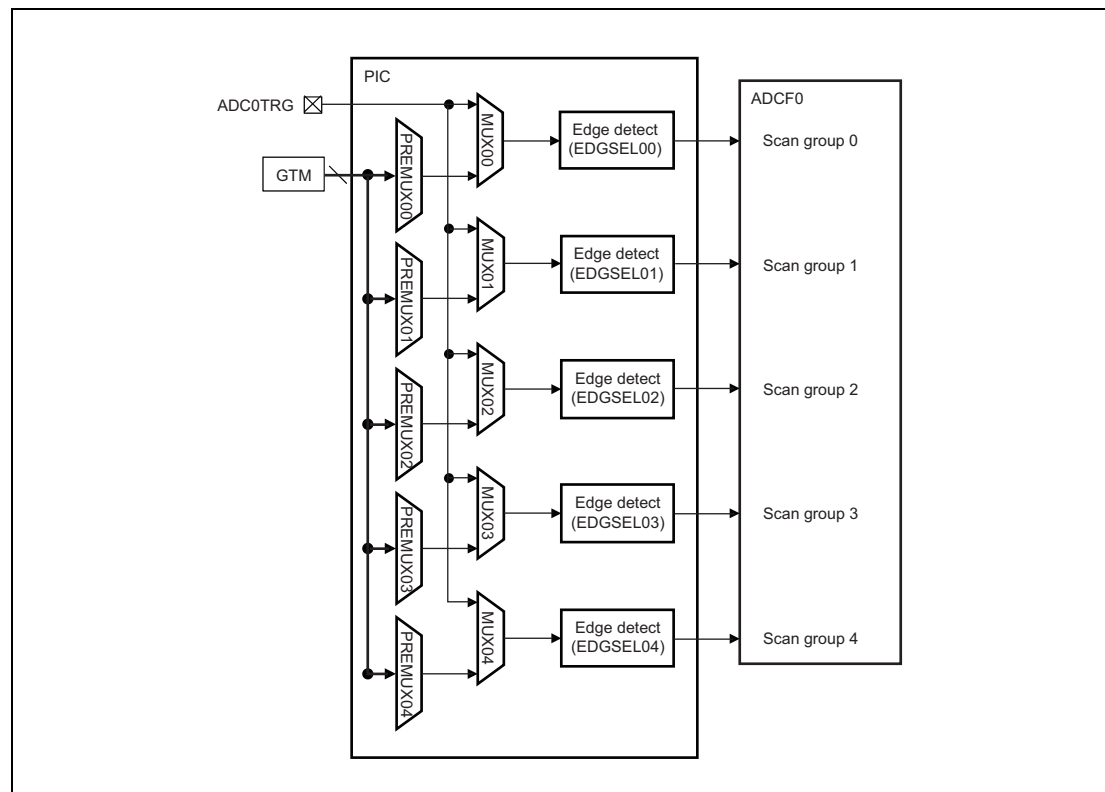 PIC
ADC0TRG
GTM
PREMUX00
MUX00
Edge detect
(EDGSEL00)
ADCF0
Scan group 0
PREMUX01
MUX01
Edge detect
(EDGSEL01)
Scan group 1
PREMUX02
MUX02
Edge detect
(EDGSEL02)
Scan group 2
PREMUX03
MUX03
Edge detect
(EDGSEL03)
Scan group 3
PREMUX04
MUX04
Edge detect
(EDGSEL04)
Scan group 4